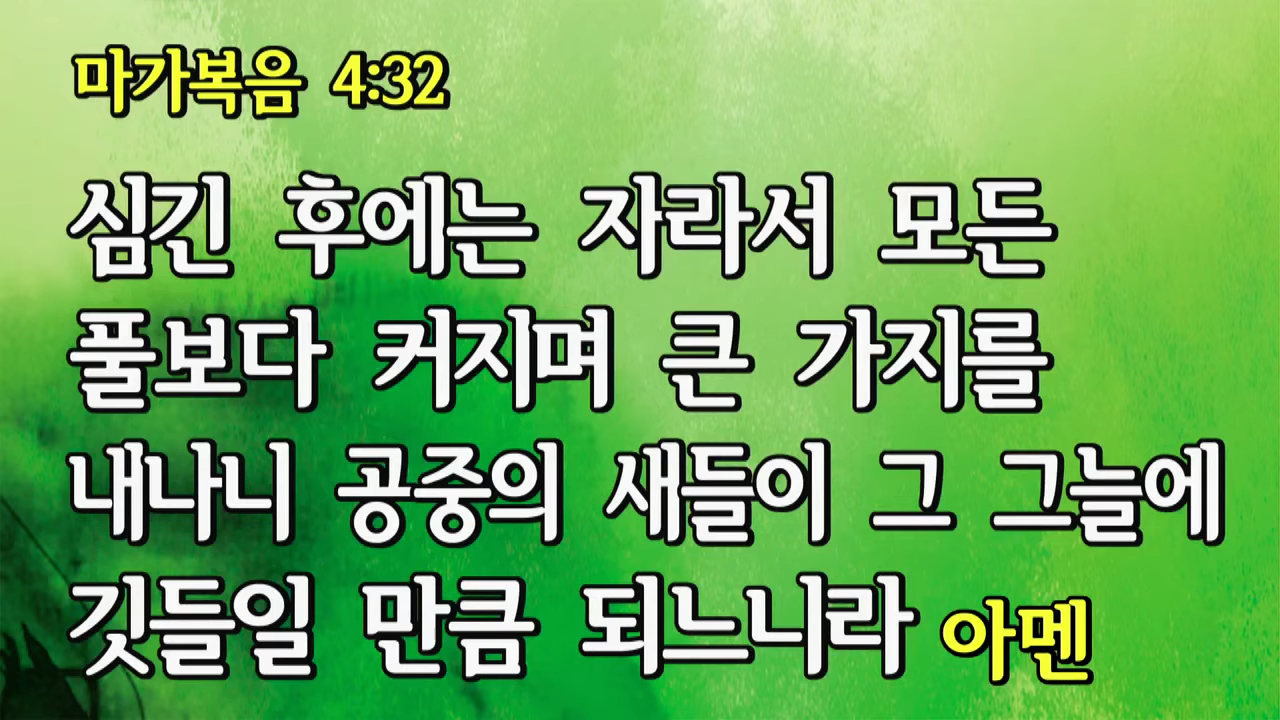 마가복음 4:32
심긴 후에는 자라서 모든
풀보다 커지며 큰 가지를
내나니 공중의 새들이 그 그늘에
깃들일 만큼 되느니라 아멘